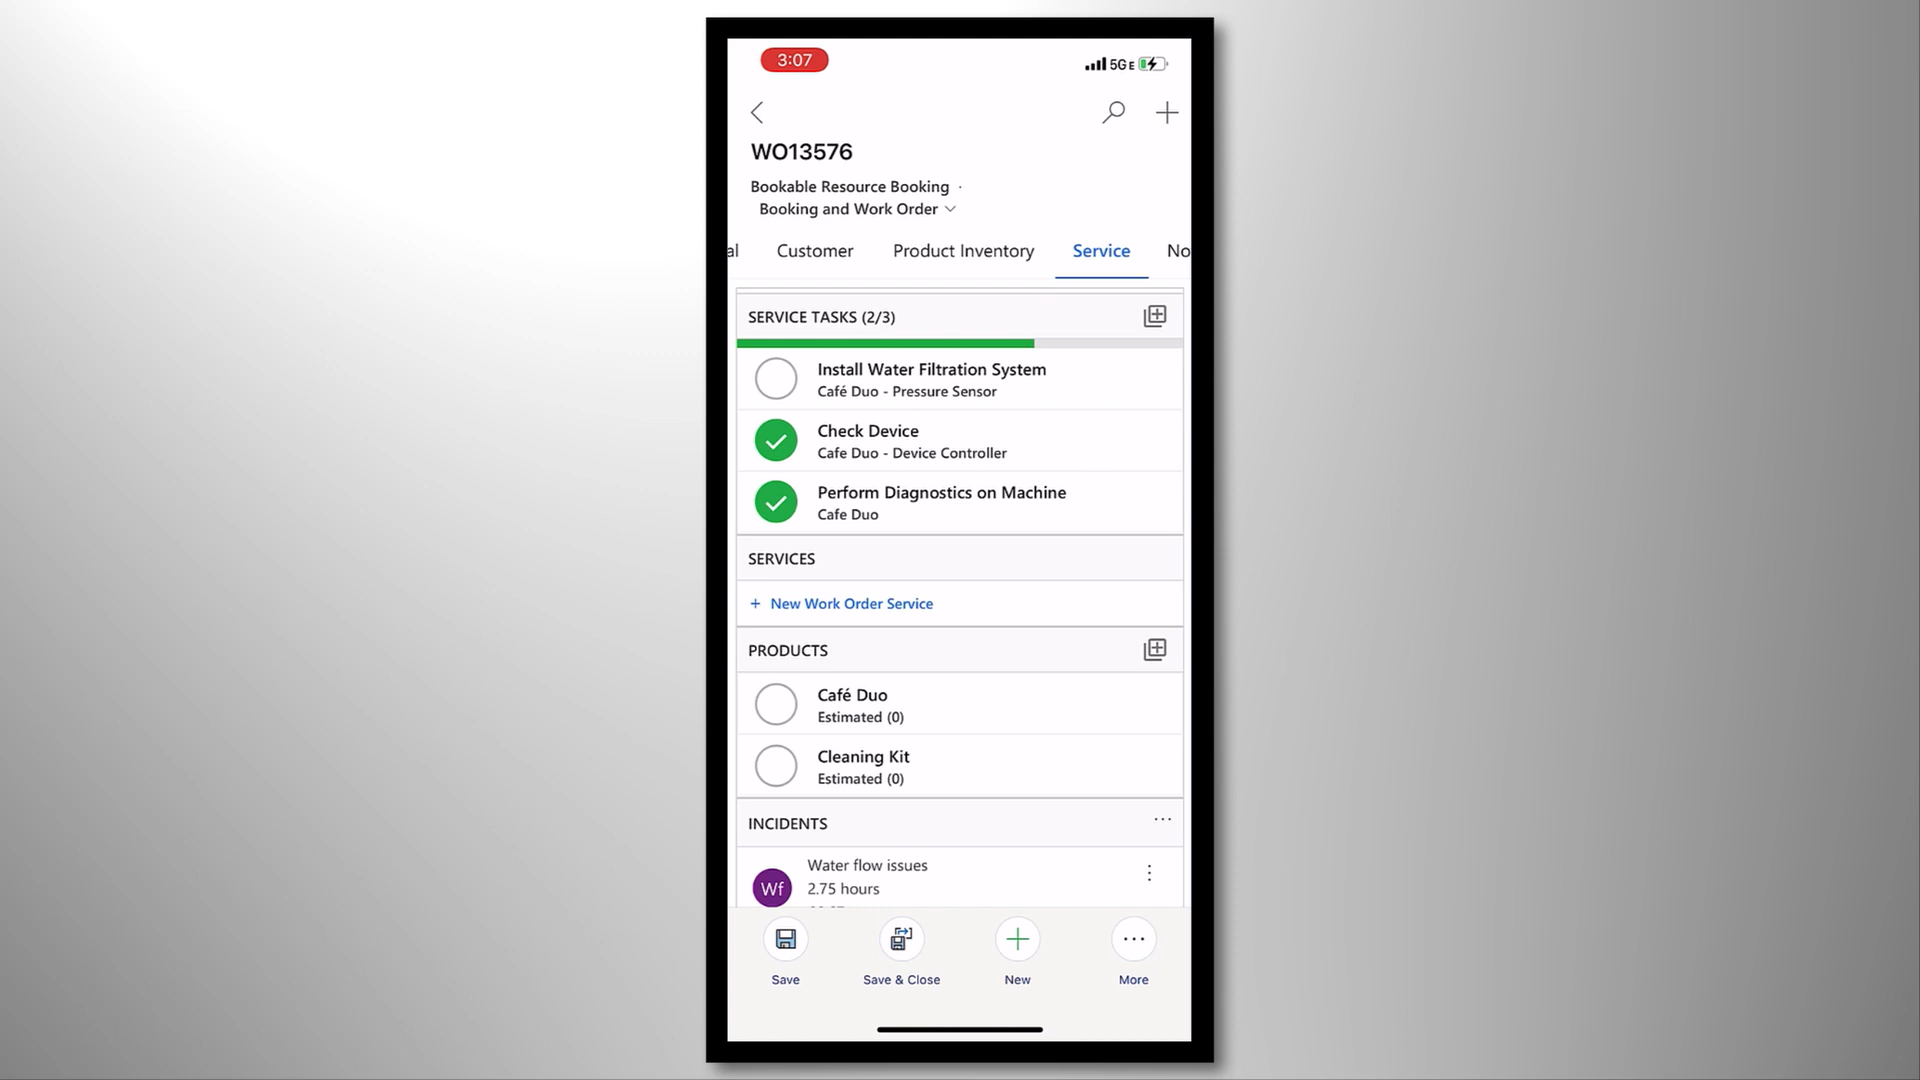 3:07
5GE
WO13576
Bookable Resource Booking ·
Booking and Work Order
al Customer Product Inventory Service No
SERVICE TASKS (2/3)
Install Water Filtration System
Café Duo - Pressure Sensor
Check Device
Cafe Duo - Device Controller
Perform Diagnostics on Machine
Cafe Duo
SERVICES
+ New Work Order Service
PRODUCTS
Café Duo
Estimated (0)
Cleaning Kit
Estimated (0)
INCIDENTS
Water flow issues
Wf
2.75 hours
Save Save & Close New More